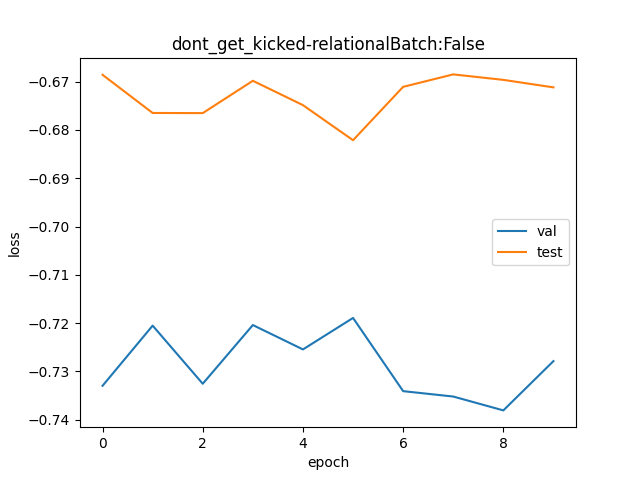 dont_get_kicked-relationalBatch:False
−0.67
−0.68
−0.69
−0.70
−0.71
−0.72
−0.73
−0.74
loss
val
test
0
2
4
6
8
epoch